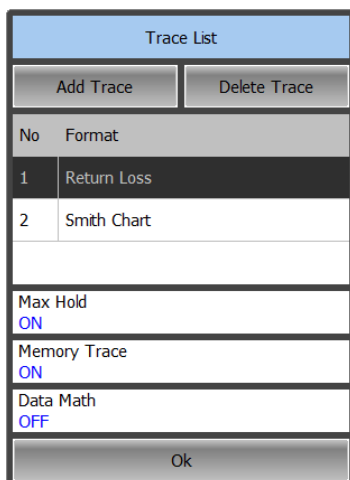 Trace List
Add Trace Delete Trace
No Format
1 Return Loss
2 Smith Chart
Max Hold
ON
Memory Trace
ON
Data Math
OFF
Ok